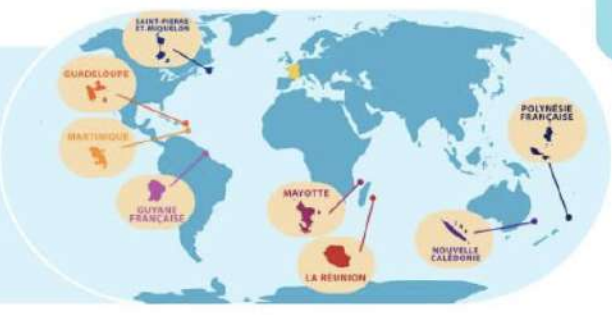 SAINT-PIERRE
ET-MIQUELON
GUADELOUPE
MARTINIQUE
GUYANE
FRANÇAISE
MAYOTTE
LA RÉUNION
NOUVELLE
CALÉDONIE
POLYNÉSIE
FRANÇAISE